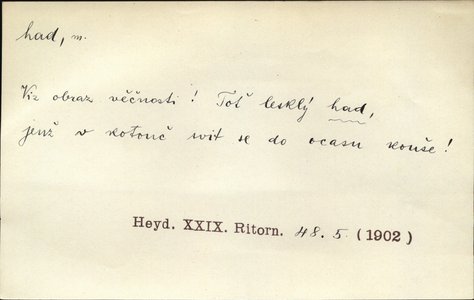 had, m.
Viz obraz věčnosti! Toť lesklý had,
jenž v kotouč svit se do ocasu kouše!
Heyd. XXIX. Ritorn. 48. 5. (1902)